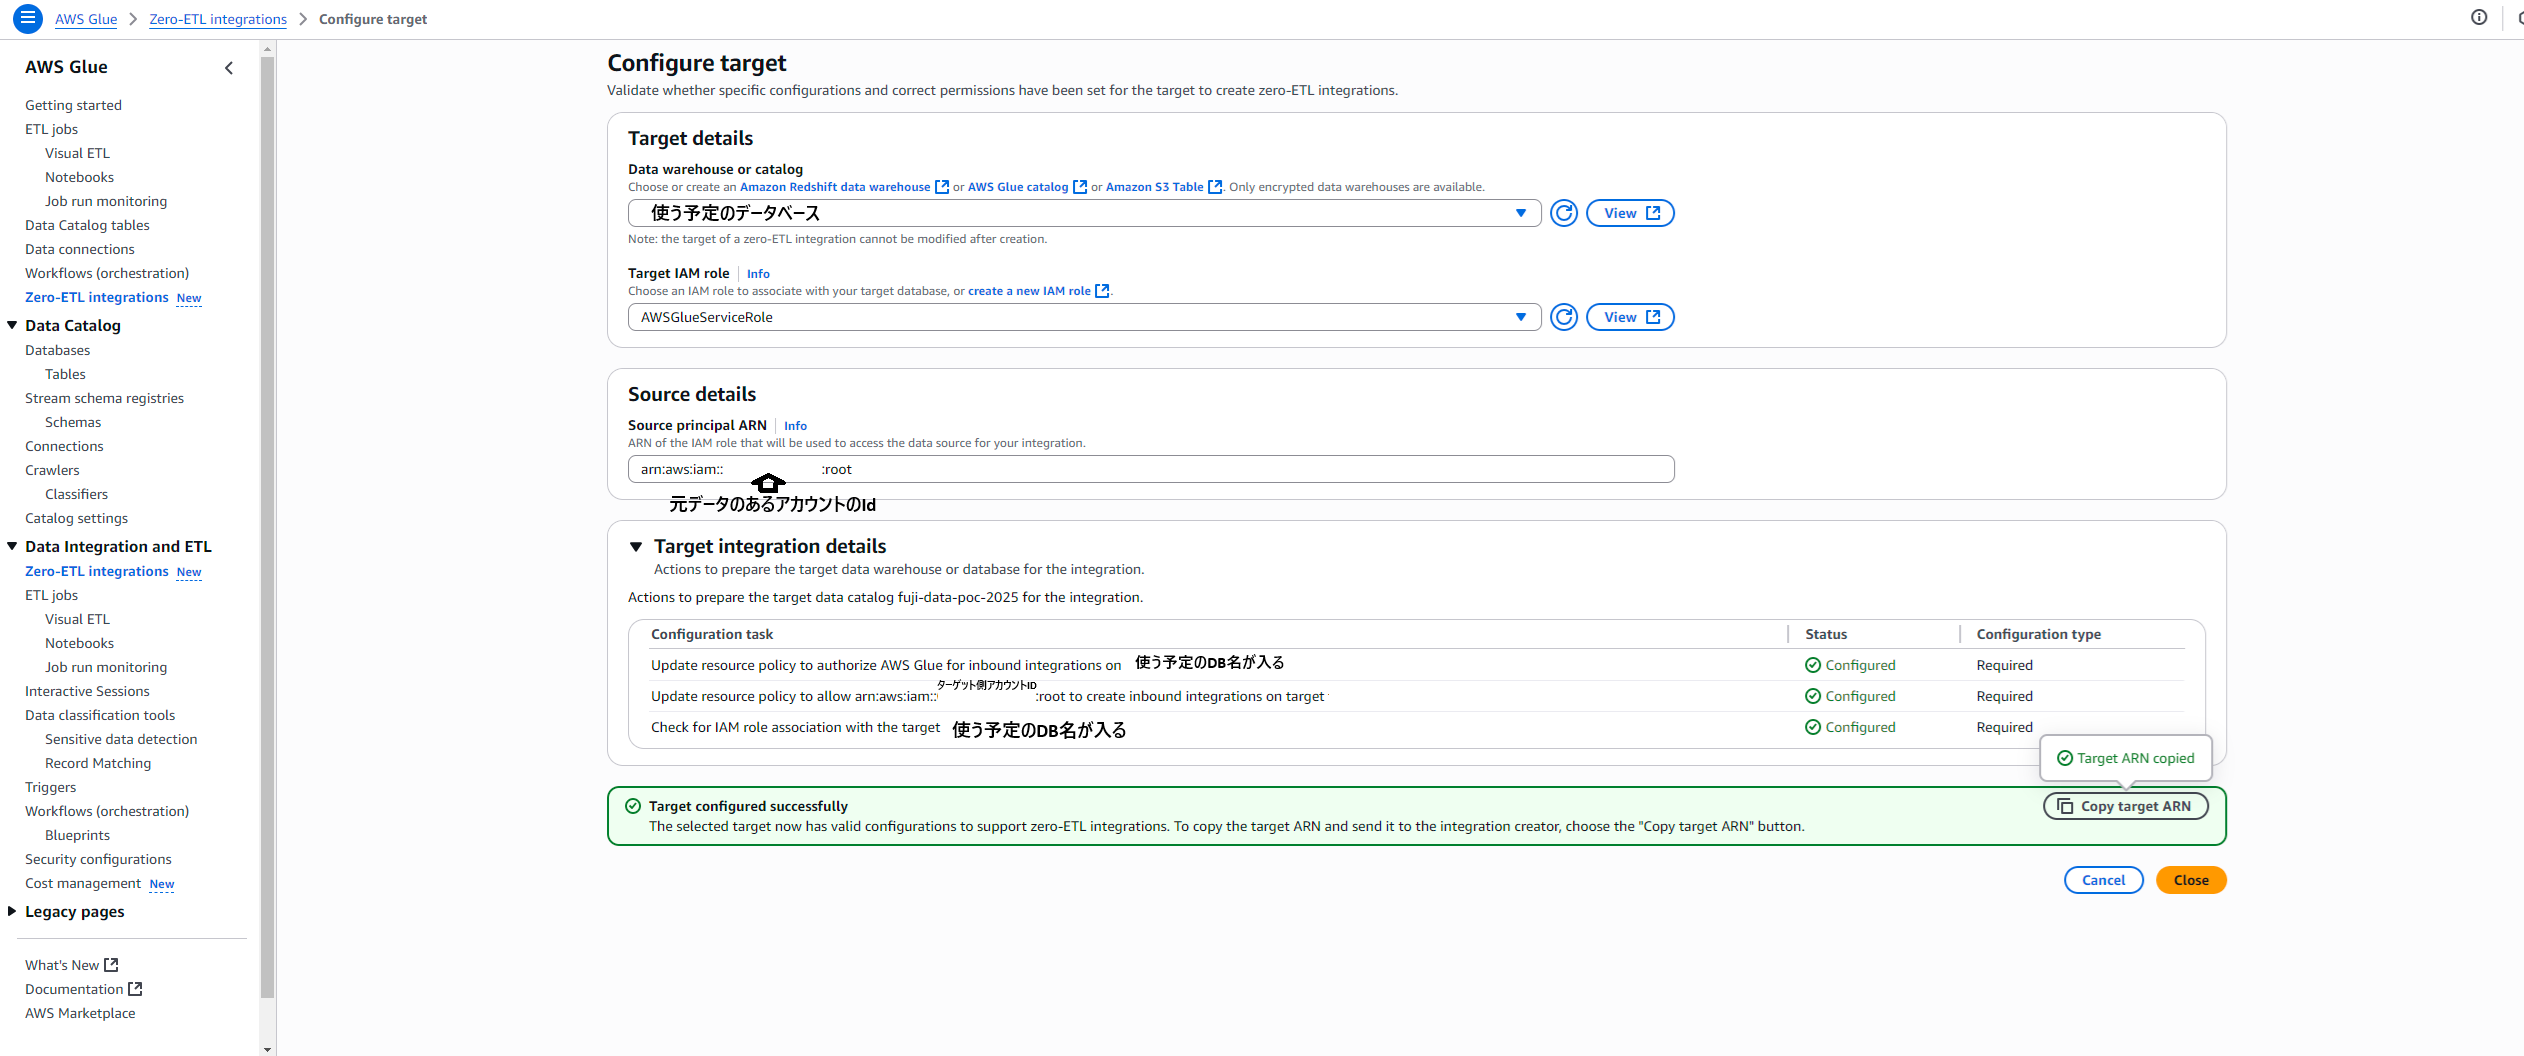 AWS Glue > Zero-ETL integrations > Configure target
AWS Glue
Getting started
ETL jobs
Visual ETL
Notebooks
Job run monitoring
Data Catalog tables
Data connections
Workflows (orchestration)
Zero-ETL integrations New
Data Catalog
Databases
Tables
Stream schema registries
Schemas
Connections
Crawlers
Classifiers
Catalog settings
Data Integration and ETL
Zero-ETL integrations New
ETL jobs
Visual ETL
Notebooks
Job run monitoring
Interactive Sessions
Data classification tools
Sensitive data detection
Record Matching
Triggers
Workflows (orchestration)
Blueprints
Security configurations
Cost management New
Legacy pages
What's New
Documentation
AWS Marketplace
Configure target
Validate whether specific configurations and correct permissions have been set for the target to create zero-ETL integrations.
Target details
Data warehouse or catalog
Choose or create an Amazon Redshift data warehouse or AWS Glue catalog or Amazon S3 Table. Only encrypted data warehouses are available.
使う予定のデータベース
View
Note: the target of a zero-ETL integration cannot be modified after creation.
Target IAM role Info
Choose an IAM role to associate with your target database, or create a new IAM role.
AWSGlueServiceRole
View
Source details
Source principal ARN Info
ARN of the IAM role that will be used to access the data source for your integration.
arn:aws:iam:: :root
元データのあるアカウントのId
Target integration details
Actions to prepare the target data warehouse or database for the integration.
Actions to prepare the target data catalog fuji-data-poc-2025 for the integration.
Configuration task Status Configuration type
Update resource policy to authorize AWS Glue for inbound integrations on 使う予定のDB名が入る Configured Required
ターゲット側アカウントID
Update resource policy to allow arn:aws:iam:: :root to create inbound integrations on target Configured Required
Check for IAM role association with the target 使う予定のDB名が入る Configured Required
Target ARN copied
Target configured successfully
Copy target ARN
The selected target now has valid configurations to support zero-ETL integrations. To copy the target ARN and send it to the integration creator, choose the "Copy target ARN" button.
Cancel
Close